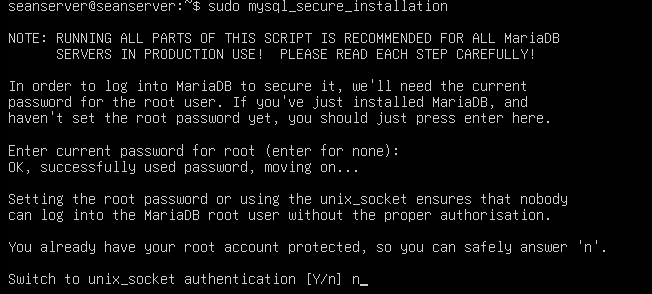 seanserver@seanserver:~$ sudo mysql_secure_installation
NOTE: RUNNING ALL PARTS OF THIS SCRIPT IS RECOMMENDED FOR ALL MariaDB
SERVERS IN PRODUCTION USE!  PLEASE READ EACH STEP CAREFULLY!
In order to log into MariaDB to secure it, we'll need the current
password for the root user. If you've just installed MariaDB, and
haven't set the root password yet, you should just press enter here.
Enter current password for root (enter for none):
OK, successfully used password, moving on...
Setting the root password or using the unix_socket ensures that nobody
can log into the MariaDB root user without the proper authorisation.
You already have your root account protected, so you can safely answer 'n'.
Switch to unix_socket authentication [Y/n] n_